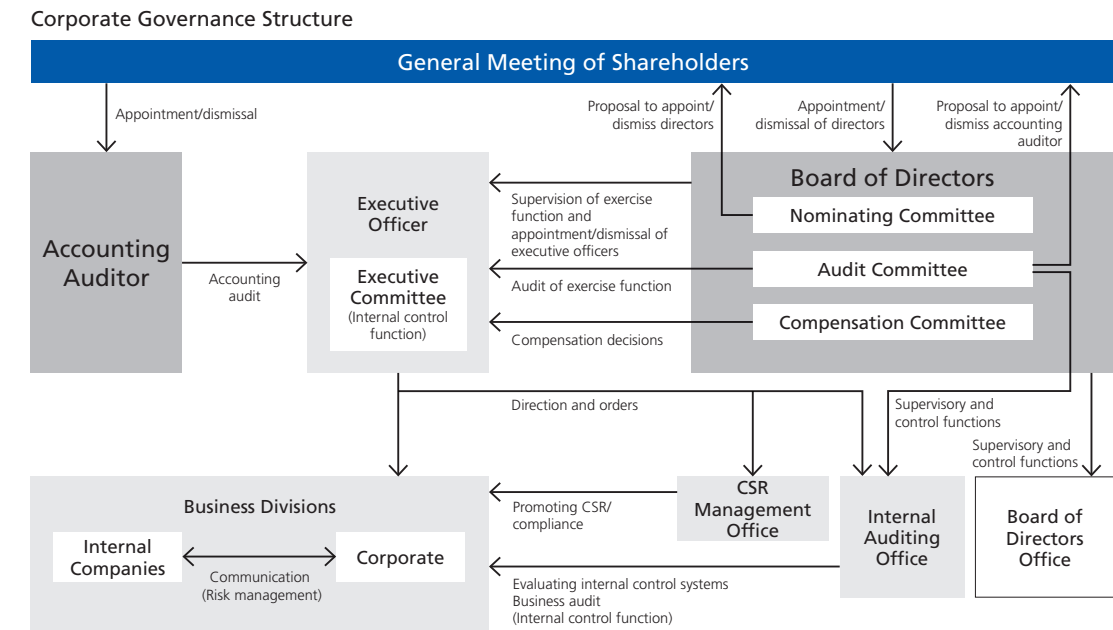 Corporate Governance Structure
General Meeting of Shareholders
Appointment/dismissal
Proposal to appoint/
dismiss directors
Appointment/
dismissal of directors
Proposal to appoint/
dismiss accounting
auditor
Accounting
Auditor
Accounting
audit
Executive
Officer
Executive
Committee
(Internal control
function)
Supervision of exercise
function and
appointment/dismissal of
executive officers
Audit of exercise function
Compensation decisions
Board of Directors
Nominating Committee
Audit Committee
Compensation Committee
Direction and orders
Supervisory and
control functions
Supervisory and
control functions
Business Divisions
Internal
Companies
Communication
(Risk management)
Corporate
Promoting CSR/
compliance
CSR
Management
Office
Evaluating internal control systems
Business audit
(Internal control function)
Internal
Auditing
Office
Board of
Directors
Office